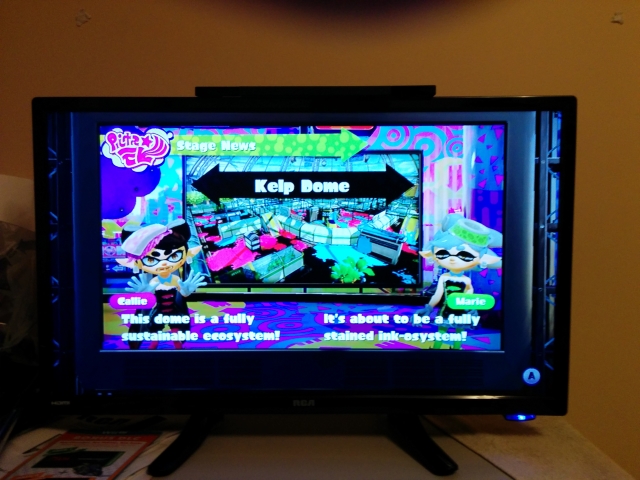 Stage News
Kelp Dome
Callie
Marie
This dome is a fully
sustainable ecosystem!
It's about to be a fully
stained ink-osystem!
A
RCA
HDMI